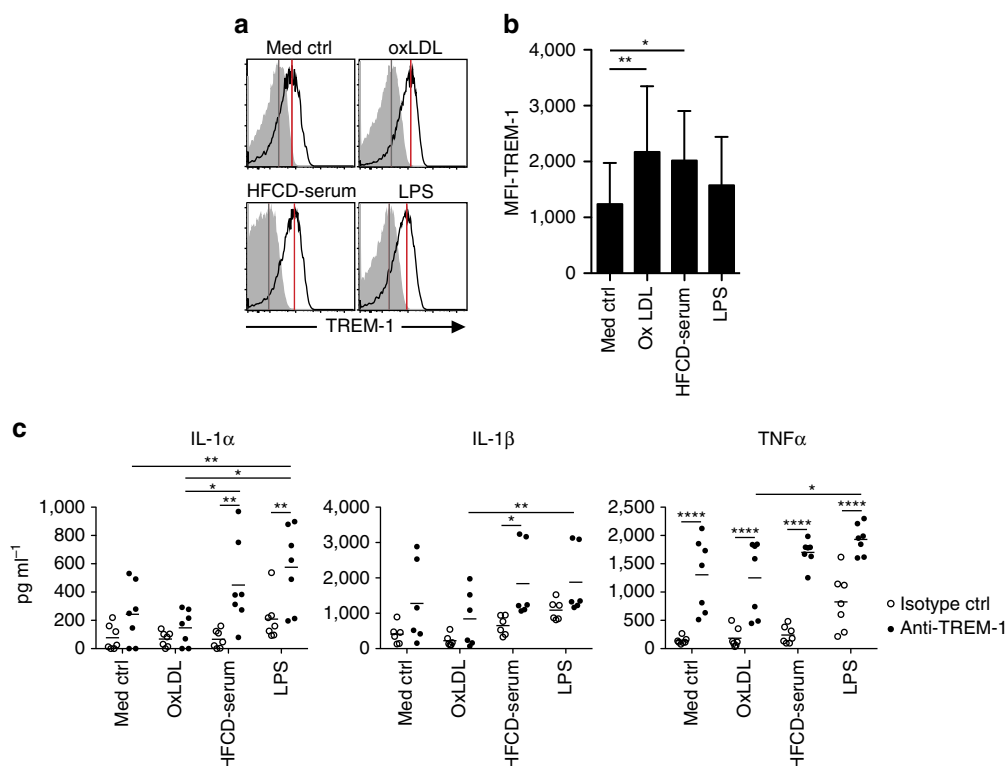 a
Med ctrl
oxLDL
HFCD-serum
LPS
TREM-1
b
MFI-TREM-1
4,000
3,000
2,000
1,000
0
*
**
Med ctrl
Ox LDL
HFCD-serum
LPS
c
IL-1α
**
*
*
**
**
pg ml⁻¹
1,000
800
600
400
200
0
Med ctrl
OxLDL
HFCD-serum
LPS
IL-1β
**
*
4,000
3,000
2,000
1,000
0
Med ctrl
OxLDL
HFCD-serum
LPS
TNFα
*
****
****
****
****
2,500
2,000
1,500
1,000
500
0
Med ctrl
OxLDL
HFCD-serum
LPS
Isotype ctrl
Anti-TREM-1